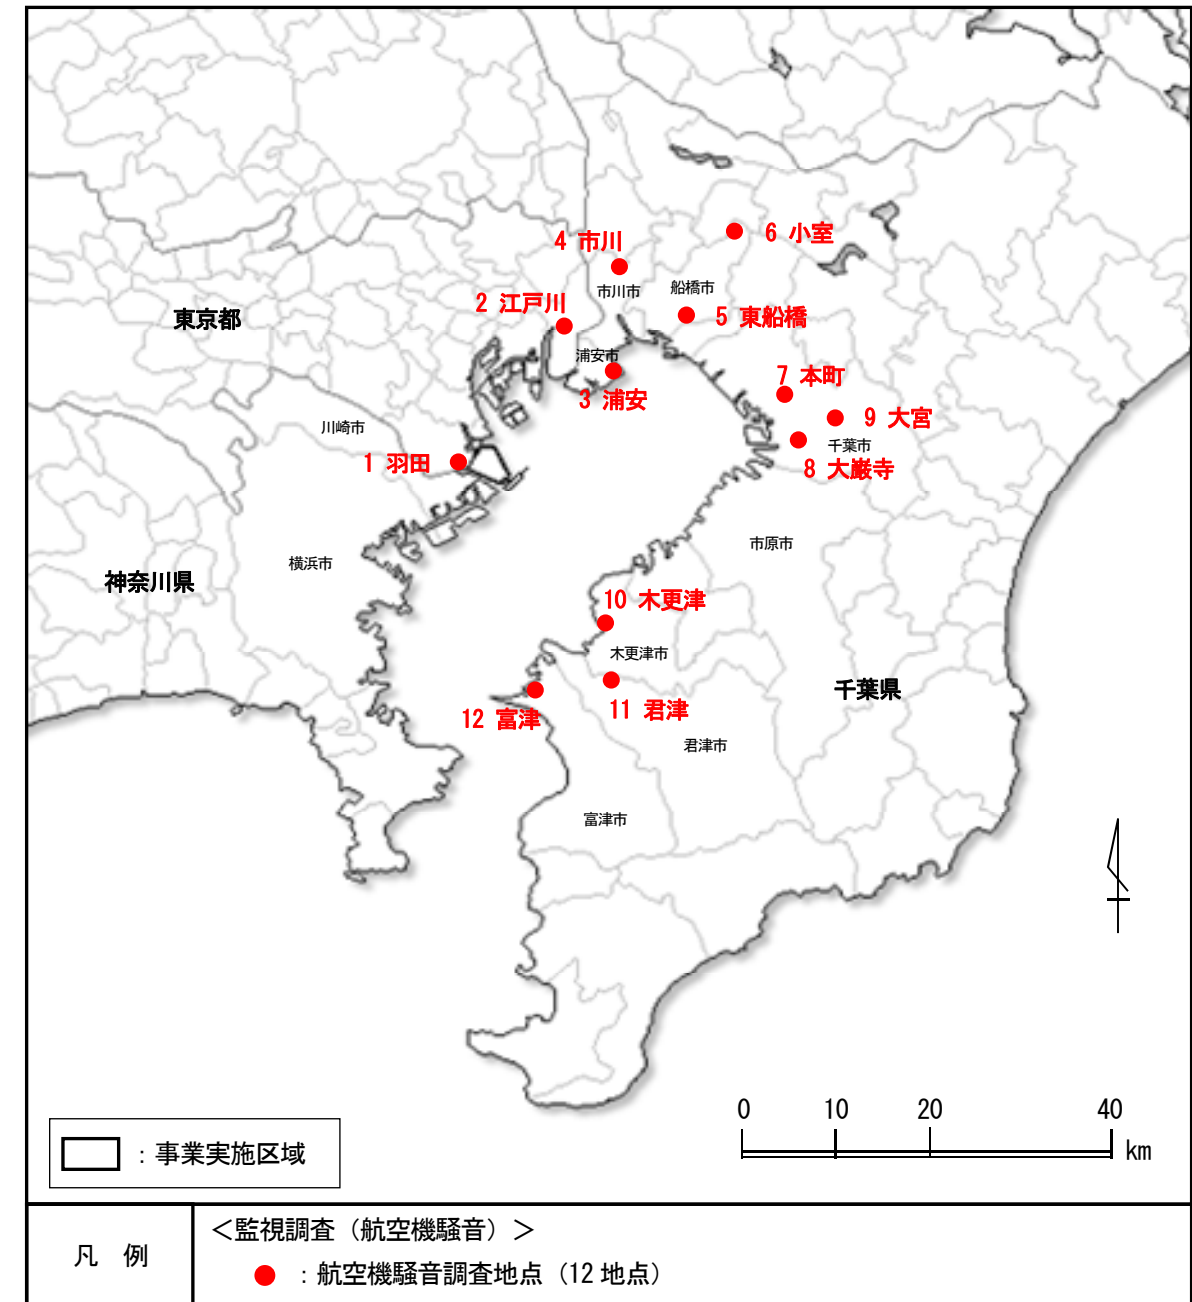 6 小室
4 市川
市川市
船橋市
2 江戸川
5 東船橋
東京都
浦安市
3 浦安
7 本町
9 大宮
千葉市
8 大巌寺
川崎市
1 羽田
横浜市
市原市
神奈川県
10 木更津
木更津市
千葉県
11 君津
12 富津
君津市
富津市
0 10 20 40
km
：事業実施区域
凡 例
＜監視調査（航空機騒音）＞
：航空機騒音調査地点（12 地点）